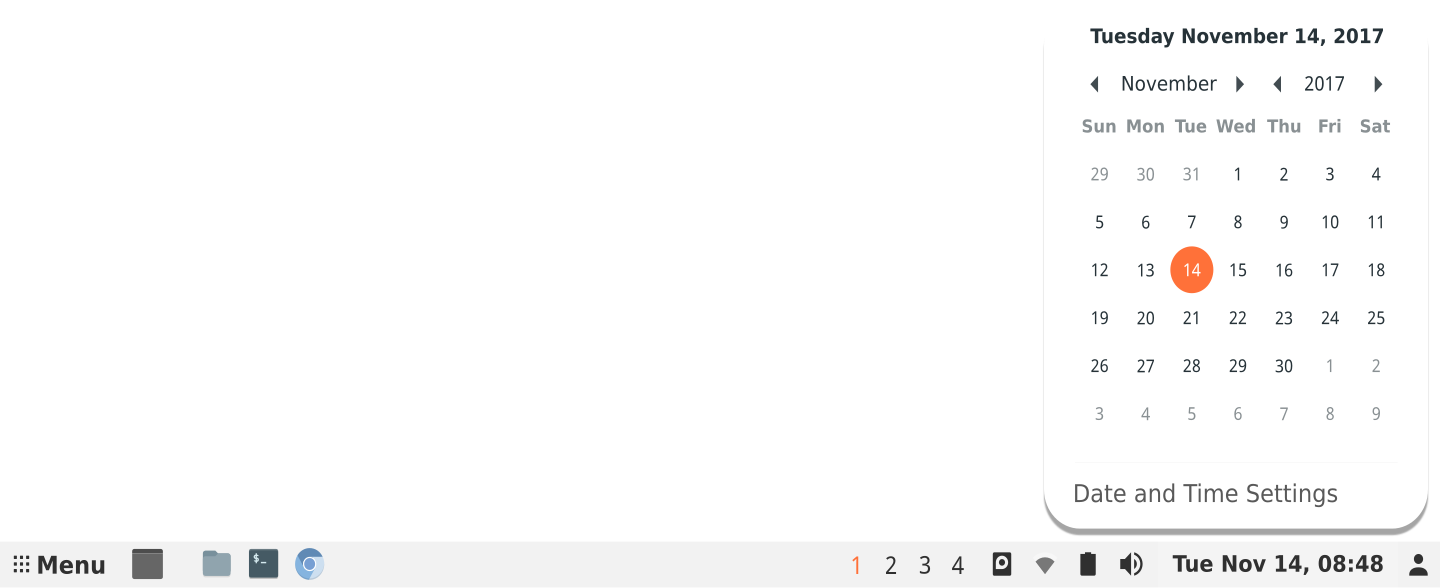 Tuesday November 14, 2017
November 2017
Sun Mon Tue Wed Thu Fri Sat
29 30 31 1 2 3 4
5 6 7 8 9 10 11
12 13 14 15 16 17 18
19 20 21 22 23 24 25
26 27 28 29 30 1 2
3 4 5 6 7 8 9
Date and Time Settings
Menu $- 1 2 3 4 Tue Nov 14, 08:48